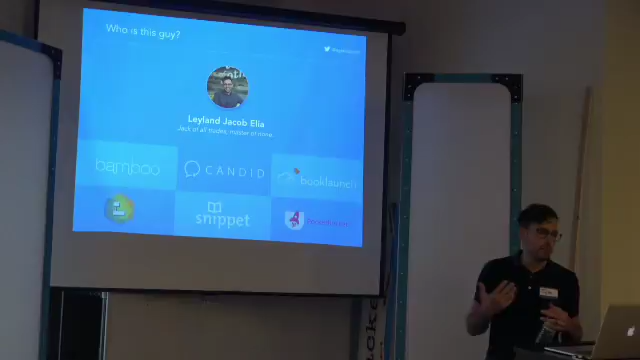 Who is this guy?
Leyland Jacob Elia
Jack of all trades, master of none.
bamboo
CANDID
booklaunch
snippet